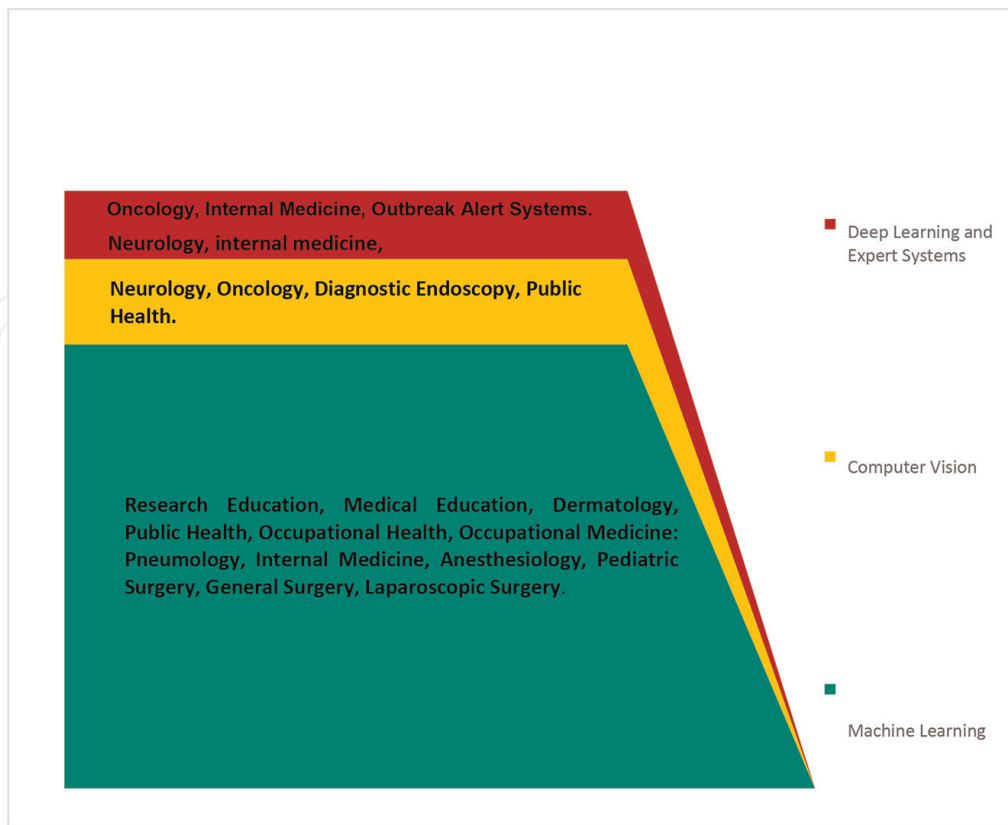 Oncology, Internal Medicine, Outbreak Alert Systems.
Neurology, internal medicine,
Neurology, Oncology, Diagnostic Endoscopy, Public
Health.
Research Education, Medical Education, Dermatology,
Public Health, Occupational Health, Occupational Medicine:
Pneumology, Internal Medicine, Anesthesiology, Pediatric
Surgery, General Surgery, Laparoscopic Surgery.
Deep Learning and
Expert Systems
Computer Vision
Machine Learning